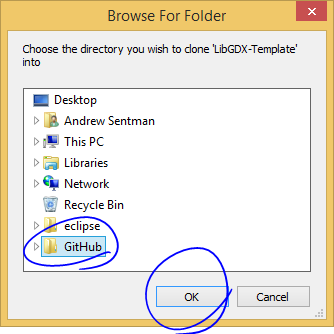 Browse For Folder
Choose the directory you wish to clone 'LibGDX-Template'
into
Desktop
Andrew Sentman
This PC
Libraries
Network
Recycle Bin
eclipse
GitHub
OK Cancel